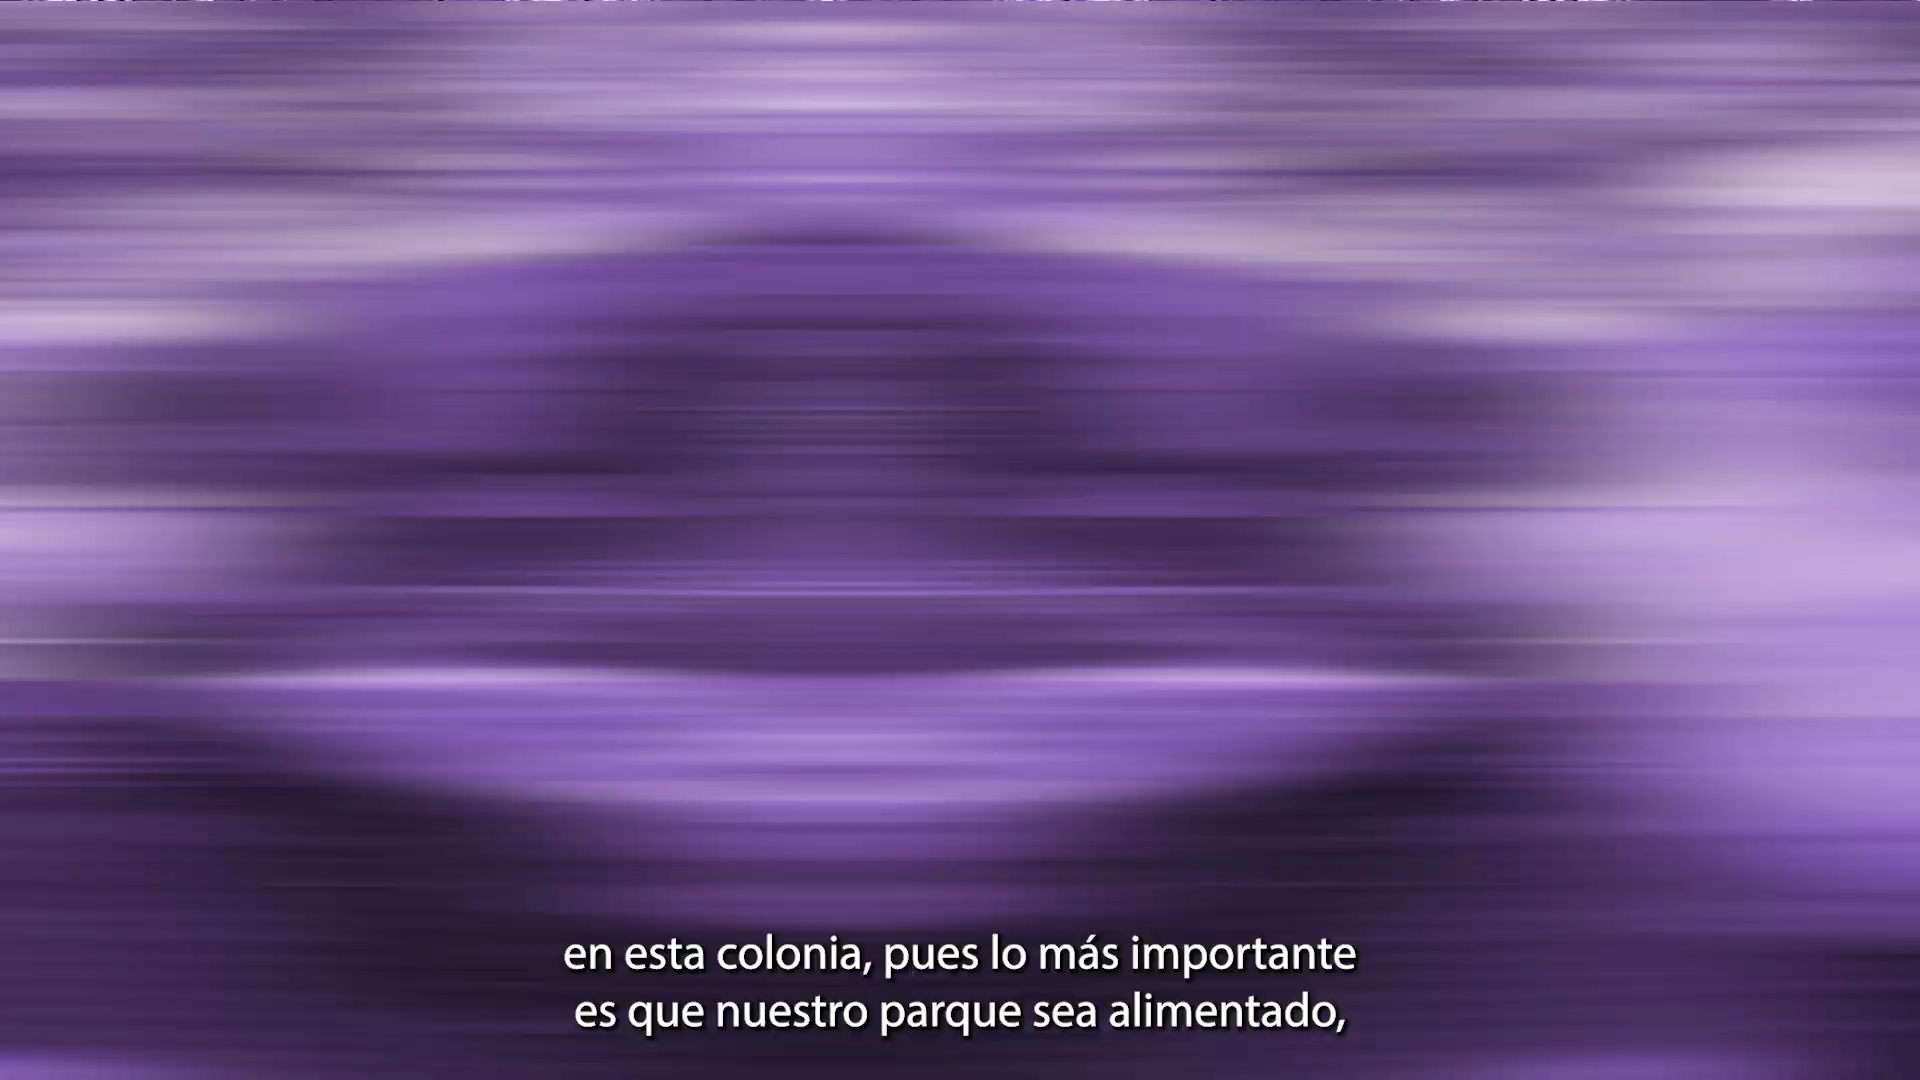 en esta colonia, pues lo más importante
es que nuestro parque sea alimentado,